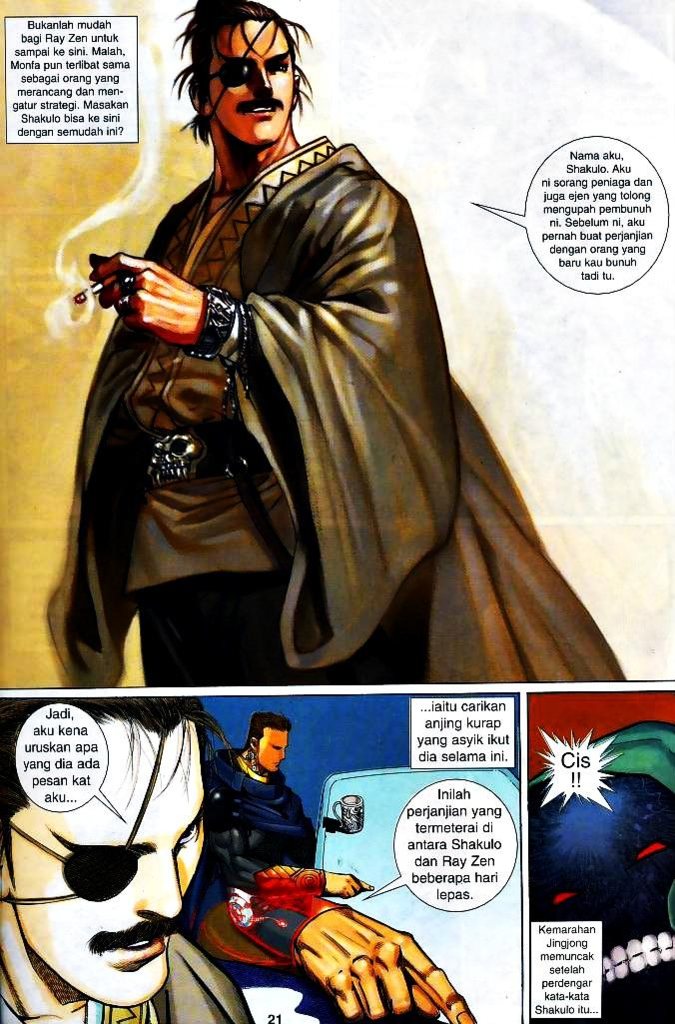 Bukanlah mudah
bagi Ray Zen untuk
sampai ke sini. Malah,
Monfa pun terlibat sama
sebagai orang yang
merancang dan men-
gatur strategi. Masakan
Shakulo bisa ke sini
dengan semudah ini?
Nama aku,
Shakulo. Aku
ni sorang peniaga dan
juga ejen yang tolong
mengupah pembunuh
ni. Sebelum ni, aku
pernah buat perjanjian
dengan orang yang
baru kau bunuh
tadi tu.
Jadi,
aku kena
uruskan apa
yang dia ada
pesan kat
aku...
...iaitu carikan
anjing kurap
yang asyik ikut
dia selama ini.
Inilah
perjanjian yang
termeterai di
antara Shakulo
dan Ray Zen
beberapa hari
lepas.
Cis
!!
Kemarahan
Jingjong
memuncak
setelah
perdengar
kata-kata
Shakulo itu...
21